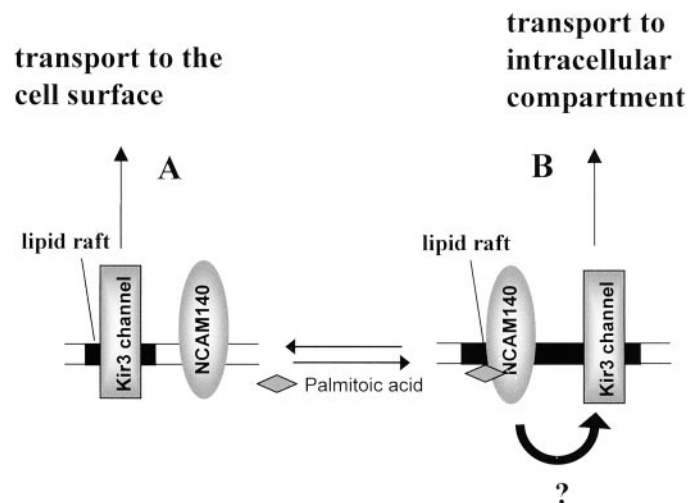 transport to the
cell surface
A
lipid raft
Kir3 channel
NCAM140
Palmitoic acid
transport to
intracellular
compartment
B
lipid raft
NCAM140
Kir3 channel
?